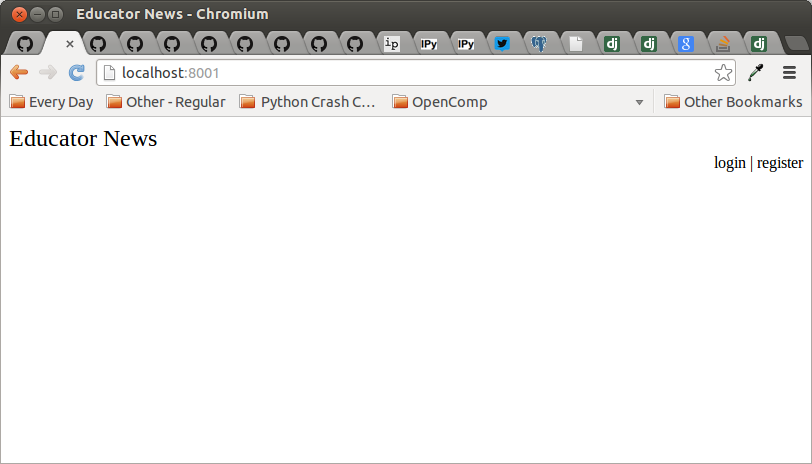 Educator News - Chromium
ip IPy IPy dj dj g dj
localhost:8001
Every Day Other - Regular Python Crash C... OpenComp Other Bookmarks
Educator News
login | register